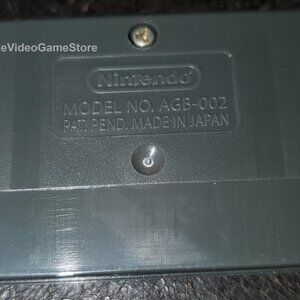 eVideoGameStore
Nintendo
MODEL NO. AGB-002
PAT. PEND. MADE IN JAPAN